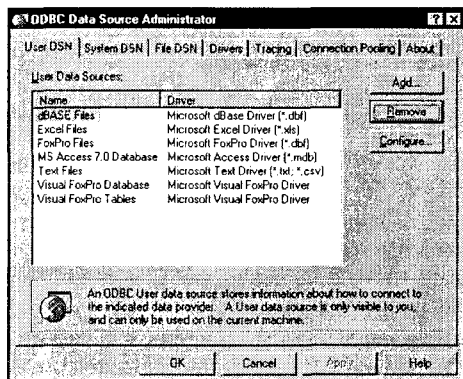 ODBC Data Source Administrator
User DSN System DSN File DSN Drivers Tracing Connection Pooling About
User Data Sources:
Name Driver
dBASE Files Microsoft dBase Driver (*.dbf)
Excel Files Microsoft Excel Driver (*.xls)
FoxPro Files Microsoft FoxPro Driver (*.dbf)
MS Access 7.0 Database Microsoft Access Driver (*.mdb)
Text Files Microsoft Text Driver (*.txt; *.csv)
Visual FoxPro Database Microsoft Visual FoxPro Driver
Visual FoxPro Tables Microsoft Visual FoxPro Driver
Add...
Remove
Configure...
An ODBC User data source stores information about how to connect to
the indicated data provider. A User data source is only visible to you,
and can only be used on the current machine.
OK Cancel Apply Help